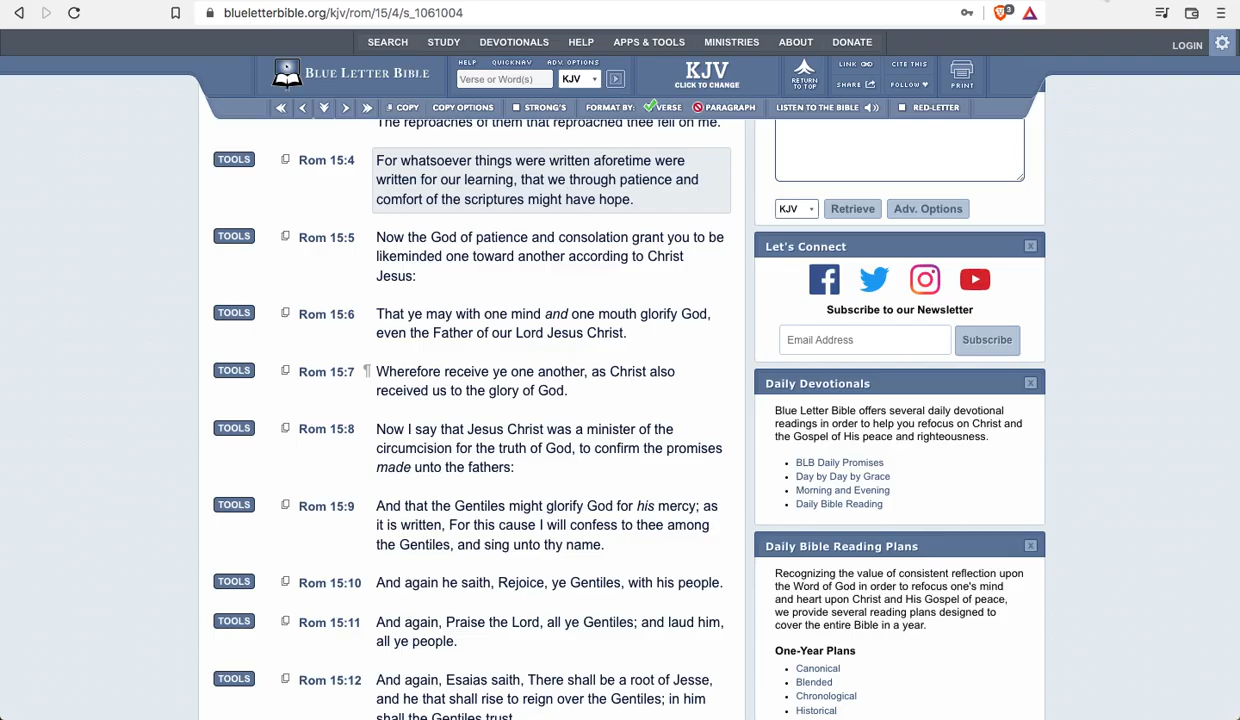 blueletterbible.org/kjv/rom/15/4/s_1061004
3
SEARCH STUDY DEVOTIONALS HELP APPS & TOOLS MINISTRIES ABOUT DONATE
LOGIN
BLUE LETTER BIBLE
HELP QUICKNAV ADV. OPTIONS
Verse or Word(s) KJV
KJV
CLICK TO CHANGE
RETURN
TO TOP
LINK CITE THIS
SHARE FOLLOW
PRINT
COPY COPY OPTIONS STRONG'S FORMAT BY: VERSE PARAGRAPH LISTEN TO THE BIBLE RED-LETTER
The reproaches of them that reproached thee fell on me.
TOOLS Rom 15:4 For whatsoever things were written aforetime were
written for our learning, that we through patience and
comfort of the scriptures might have hope.
TOOLS Rom 15:5 Now the God of patience and consolation grant you to be
likeminded one toward another according to Christ
Jesus:
TOOLS Rom 15:6 That ye may with one mind and one mouth glorify God,
even the Father of our Lord Jesus Christ.
TOOLS Rom 15:7 ¶ Wherefore receive ye one another, as Christ also
received us to the glory of God.
TOOLS Rom 15:8 Now I say that Jesus Christ was a minister of the
circumcision for the truth of God, to confirm the promises
made unto the fathers:
TOOLS Rom 15:9 And that the Gentiles might glorify God for his mercy; as
it is written, For this cause I will confess to thee among
the Gentiles, and sing unto thy name.
TOOLS Rom 15:10 And again he saith, Rejoice, ye Gentiles, with his people.
TOOLS Rom 15:11 And again, Praise the Lord, all ye Gentiles; and laud him,
all ye people.
TOOLS Rom 15:12 And again, Esaias saith, There shall be a root of Jesse,
and he that shall rise to reign over the Gentiles; in him
shall the Gentiles trust.
KJV Retrieve Adv. Options
Let's Connect x
Subscribe to our Newsletter
Email Address Subscribe
Daily Devotionals x
Blue Letter Bible offers several daily devotional
readings in order to help you refocus on Christ and
the Gospel of His peace and righteousness.
BLB Daily Promises
Day by Day by Grace
Morning and Evening
Daily Bible Reading
Daily Bible Reading Plans x
Recognizing the value of consistent reflection upon
the Word of God in order to refocus one's mind
and heart upon Christ and His Gospel of peace,
we provide several reading plans designed to
cover the entire Bible in a year.
One-Year Plans
Canonical
Blended
Chronological
Historical